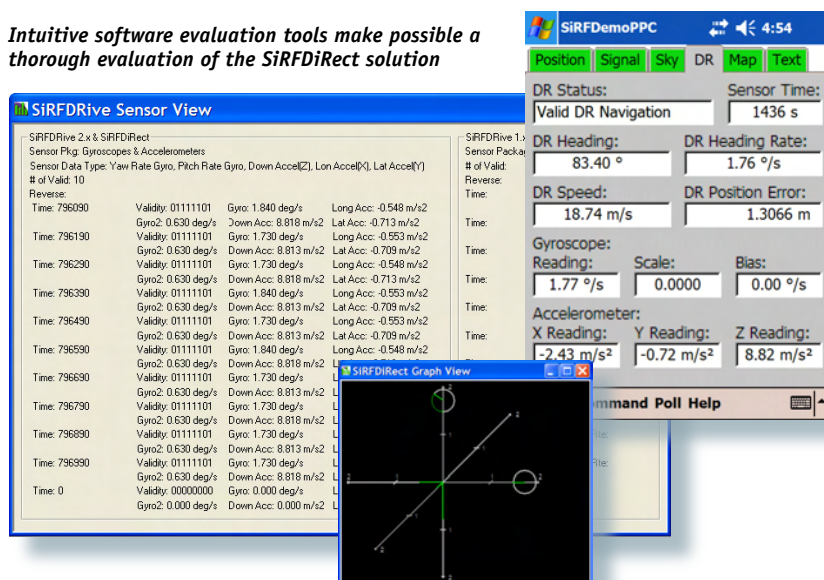 Intuitive software evaluation tools make possible a
thorough evaluation of the SiRFDiRect solution
SiRFDRive Sensor View
SiRFDRive 2.x & SiRFDiRect
Sensor Pkg: Gyroscopes & Accelerometers
Sensor Data Type: Yaw Rate Gyro, Pitch Rate Gyro, Down Accel(Z), Lon Accel(X), Lat Accel(Y)
# of Valid: 10
Reverse:
Time: 796090 Validity: 01111101 Gyro: 1.840 deg/s Long Acc: -0.548 m/s2
Gyro2: 0.630 deg/s Down Acc: 8.818 m/s2 Lat Acc: -0.713 m/s2
Time: 796190 Validity: 01111101 Gyro: 1.730 deg/s Long Acc: -0.553 m/s2
Gyro2: 0.630 deg/s Down Acc: 8.813 m/s2 Lat Acc: -0.709 m/s2
Time: 796290 Validity: 01111101 Gyro: 1.730 deg/s Long Acc: -0.548 m/s2
Gyro2: 0.630 deg/s Down Acc: 8.818 m/s2 Lat Acc: -0.713 m/s2
Time: 796390 Validity: 01111101 Gyro: 1.840 deg/s Long Acc: -0.553 m/s2
Gyro2: 0.630 deg/s Down Acc: 8.813 m/s2 Lat Acc: -0.709 m/s2
Time: 796490 Validity: 01111101 Gyro: 1.730 deg/s Long Acc: -0.553 m/s2
Gyro2: 0.630 deg/s Down Acc: 8.813 m/s2 Lat Acc: -0.709 m/s2
Time: 796590 Validity: 01111101 Gyro: 1.840 deg/s Long Acc: -0.548 m/s2
Gyro2: 0.630 deg/s Down Acc: 8.818 m/s2
Time: 796690 Validity: 01111101 Gyro: 1.730 deg/s L
Gyro2: 0.630 deg/s Down Acc: 8.813 m/s2 L
Time: 796790 Validity: 01111101 Gyro: 1.730 deg/s L
Gyro2: 0.630 deg/s Down Acc: 8.818 m/s2 L
Time: 796890 Validity: 01111101 Gyro: 1.730 deg/s L
Gyro2: 0.630 deg/s Down Acc: 8.813 m/s2 L
Time: 796990 Validity: 01111101 Gyro: 1.730 deg/s L
Gyro2: 0.630 deg/s Down Acc: 8.818 m/s2 L
Time: 0 Validity: 00000000 Gyro: 0.000 deg/s L
Gyro2: 0.000 deg/s Down Acc: 0.000 m/s2 L
SiRFDRive 1.
Sensor Packa
# of Valid:
Reverse:
Time:
Time:
Time:
Time:
Time:
SiRFDiRect Graph View
2
1
2
1
2
1
1
2
1
2
1
2
SiRFDemoPPC 4:54
Position Signal Sky DR Map Text
DR Status: Sensor Time:
Valid DR Navigation 1436 s
DR Heading: DR Heading Rate:
83.40 ° 1.76 °/s
DR Speed: DR Position Error:
18.74 m/s 1.3066 m
Gyroscope:
Reading: Scale: Bias:
1.77 °/s 0.0000 0.00 °/s
Accelerometer:
X Reading: Y Reading: Z Reading:
-2.43 m/s² -0.72 m/s² 8.82 m/s²
mmand Poll Help